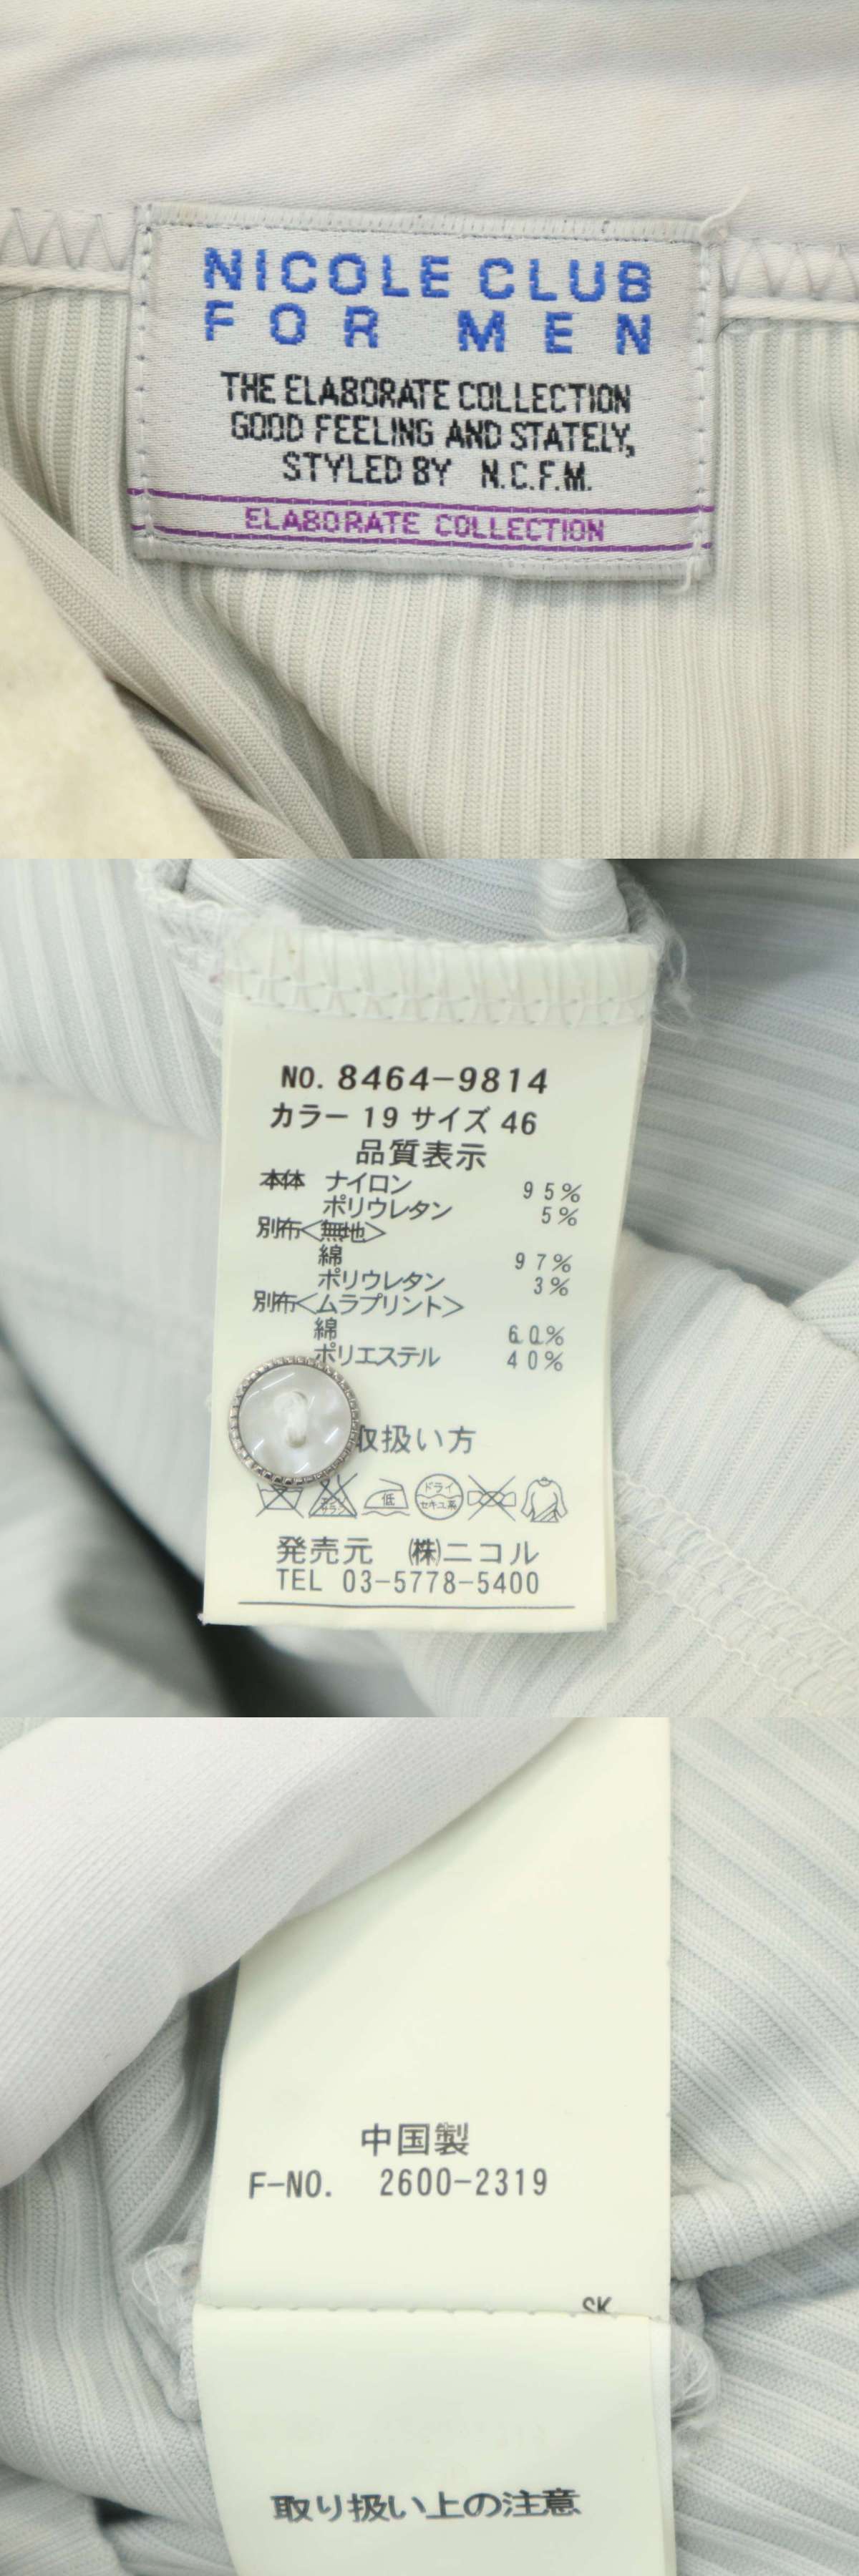 NICOLE CLUB
FOR MEN
THE ELABORATE COLLECTION
GOOD FEELING AND STATELY,
STYLED BY N.C.F.M.
ELABORATE COLLECTION
NO. 8464-9814
カラー 19 サイズ 46
品質表示
本体 ナイロン 95%
ポリウレタン 5%
別布<無地>
綿 97%
ポリウレタン 3%
別布<ムラプリント>
綿 60%
ポリエステル 40%
取扱い方
低
ドライ
セキユ系
発売元 (株)ニコル
TEL 03-5778-5400
中国製
F-NO. 2600-2319
SK
取り扱い上の注意